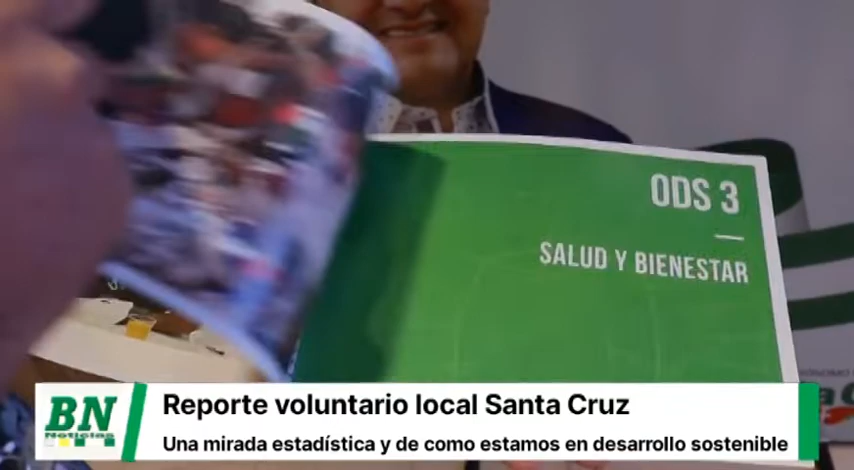 ODS 3
SALUD Y BIENESTAR
BN
Noticias
Reporte voluntario local Santa Cruz
Una mirada estadística y de como estamos en desarrollo sostenible